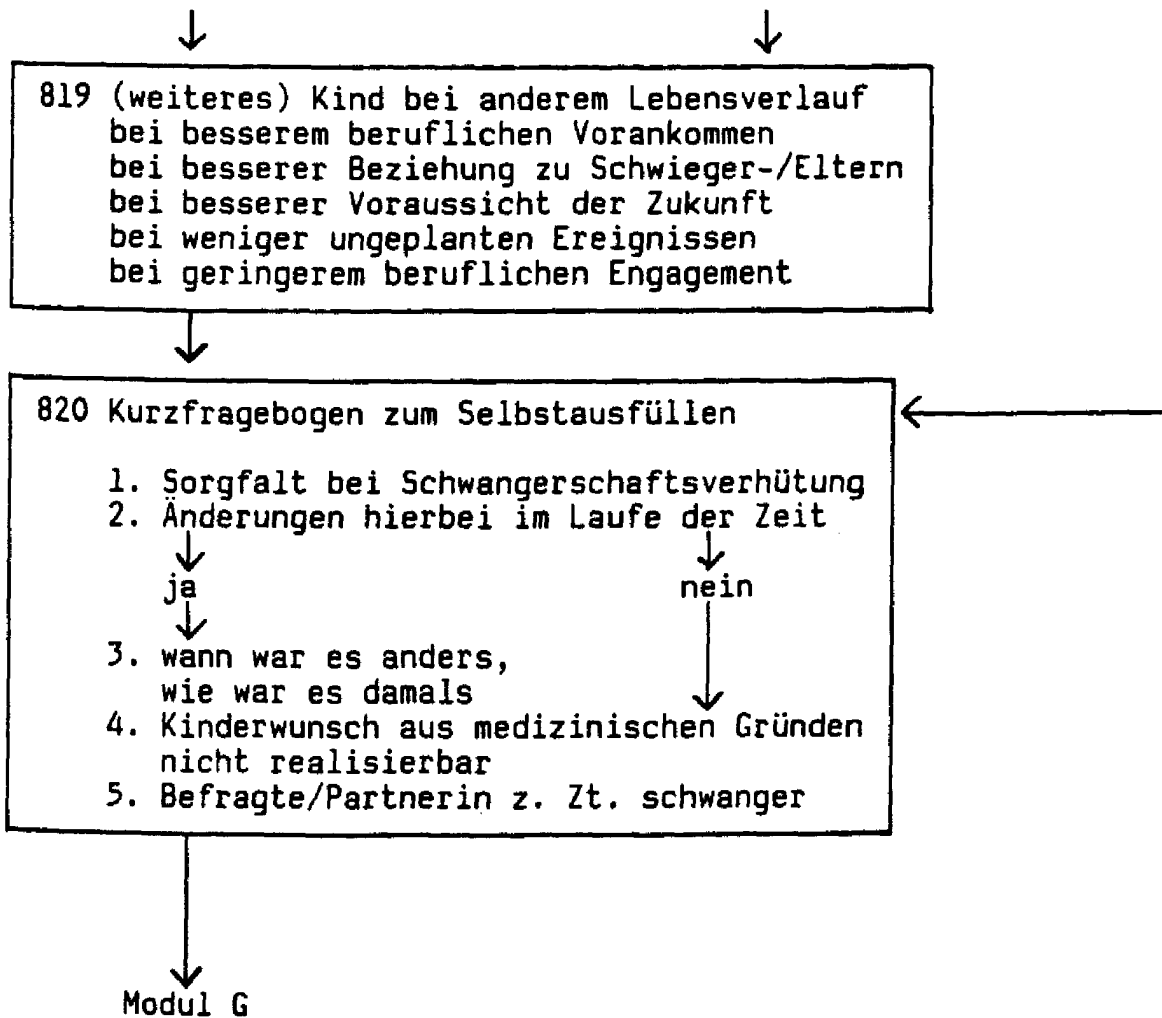 819 (weiteres) Kind bei anderem Lebensverlauf
bei besserem beruflichen Vorankommen
bei besserer Beziehung zu Schwieger-/Eltern
bei besserer Voraussicht der Zukunft
bei weniger ungeplanten Ereignissen
bei geringerem beruflichen Engagement
820 Kurzfragebogen zum Selbstausfüllen
1. Sorgfalt bei Schwangerschaftsverhütung
2. Änderungen hierbei im Laufe der Zeit
ja nein
3. wann war es anders,
wie war es damals
4. Kinderwunsch aus medizinischen Gründen
nicht realisierbar
5. Befragte/Partnerin z. Zt. schwanger
Modul G